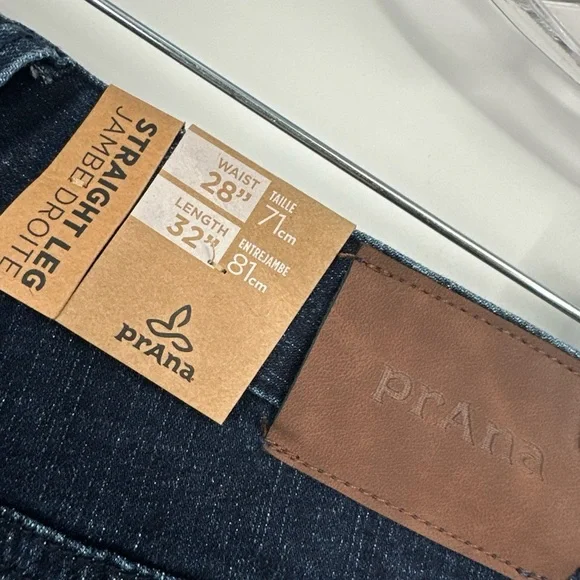 STRAIGHT LEG
JAMBE DROITE
WAIST
28"
TAILLE
71cm
LENGTH
32"
ENTREJAMBE
81cm
prAna
prAna